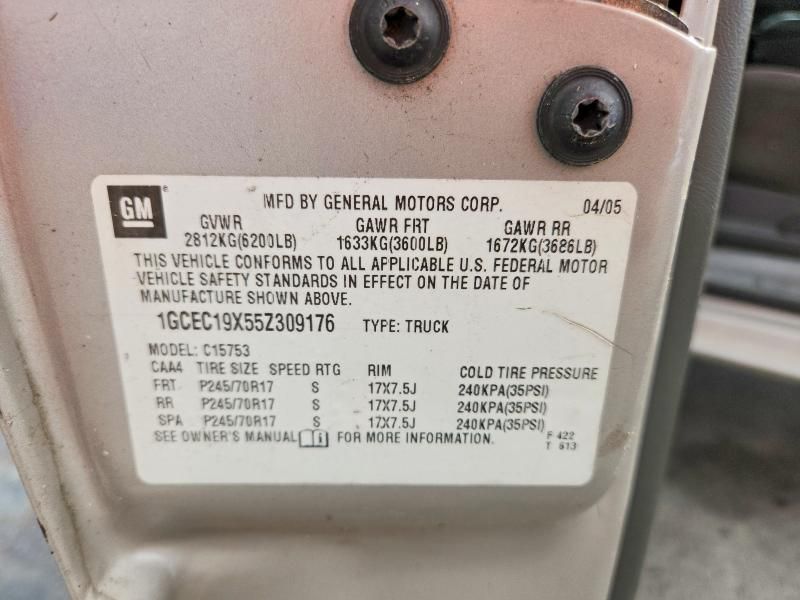 GM MFD BY GENERAL MOTORS CORP. 04/05
GVWR GAWR FRT GAWR RR
2812KG(6200LB) 1633KG(3600LB) 1672KG(3686LB)
THIS VEHICLE CONFORMS TO ALL APPLICABLE U.S. FEDERAL MOTOR
VEHICLE SAFETY STANDARDS IN EFFECT ON THE DATE OF
MANUFACTURE SHOWN ABOVE.
1GCEC19X55Z309176 TYPE: TRUCK
MODEL: C15753
CAA4 TIRE SIZE SPEED RTG RIM COLD TIRE PRESSURE
FRT P245/70R17 S 17X7.5J 240KPA(35PSI)
RR P245/70R17 S 17X7.5J 240KPA(35PSI)
SPA P245/70R17 S 17X7.5J 240KPA(35PSI)
SEE OWNER'S MANUAL FOR MORE INFORMATION.
F 422
T 613